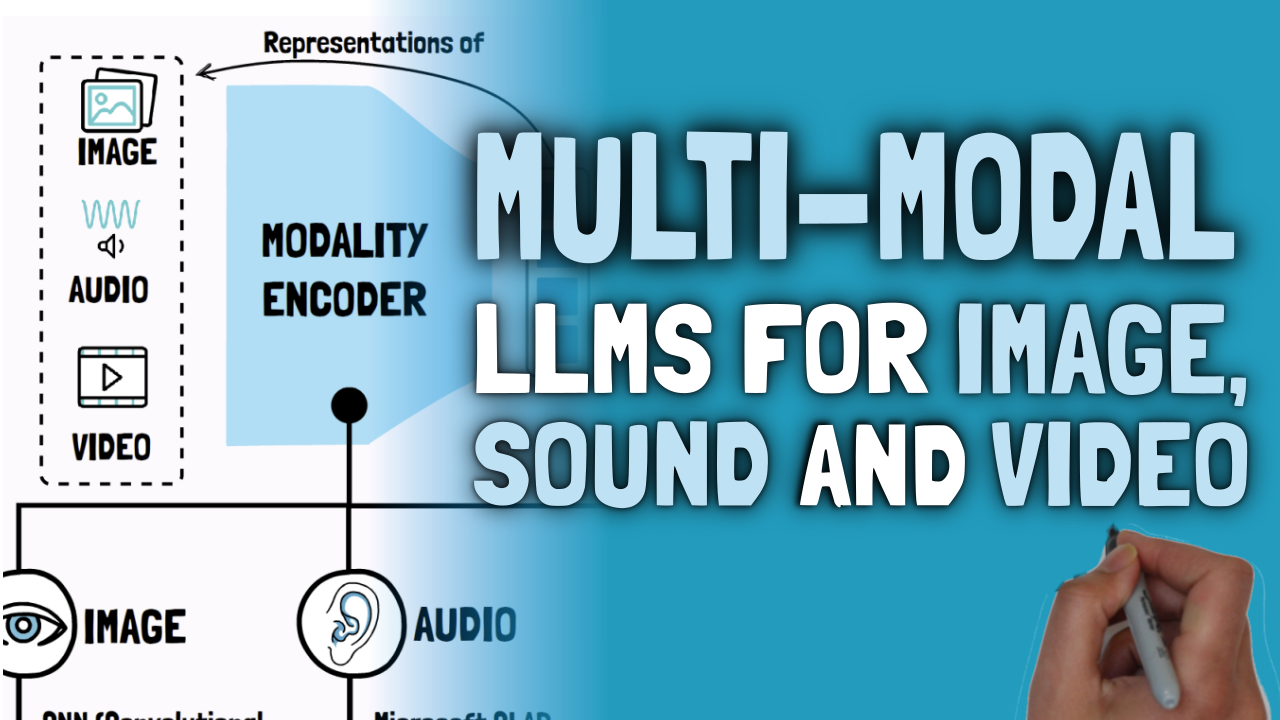 Representations of
IMAGE
AUDIO
VIDEO
MODALITY
ENCODER
MULTI-MODAL
LLMS FOR IMAGE,
SOUND AND VIDEO
IMAGE
AUDIO